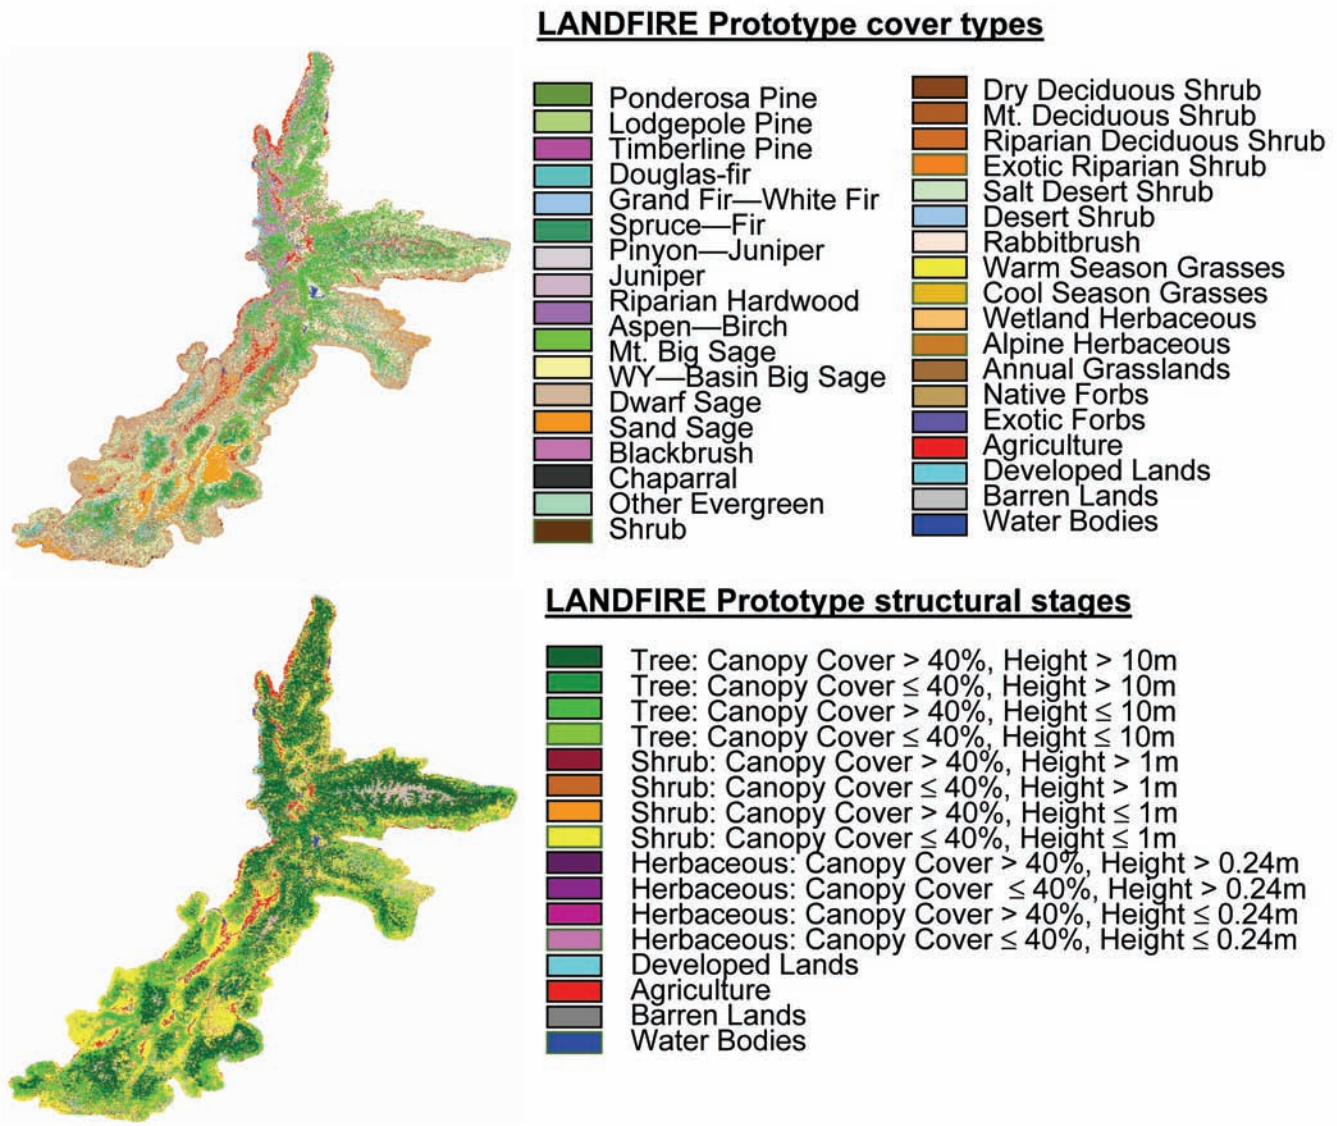 LANDFIRE Prototype cover types
Ponderosa Pine
Lodgepole Pine
Timberline Pine
Douglas-fir
Grand Fir—White Fir
Spruce—Fir
Pinyon—Juniper
Juniper
Riparian Hardwood
Aspen—Birch
Mt. Big Sage
WY—Basin Big Sage
Dwarf Sage
Sand Sage
Blackbrush
Chaparral
Other Evergreen
Shrub
Dry Deciduous Shrub
Mt. Deciduous Shrub
Riparian Deciduous Shrub
Exotic Riparian Shrub
Salt Desert Shrub
Desert Shrub
Rabbitbrush
Warm Season Grasses
Cool Season Grasses
Wetland Herbaceous
Alpine Herbaceous
Annual Grasslands
Native Forbs
Exotic Forbs
Agriculture
Developed Lands
Barren Lands
Water Bodies
LANDFIRE Prototype structural stages
Tree: Canopy Cover > 40%, Height > 10m
Tree: Canopy Cover ≤ 40%, Height > 10m
Tree: Canopy Cover > 40%, Height ≤ 10m
Tree: Canopy Cover ≤ 40%, Height ≤ 10m
Shrub: Canopy Cover > 40%, Height > 1m
Shrub: Canopy Cover ≤ 40%, Height > 1m
Shrub: Canopy Cover > 40%, Height ≤ 1m
Shrub: Canopy Cover ≤ 40%, Height ≤ 1m
Herbaceous: Canopy Cover > 40%, Height > 0.24m
Herbaceous: Canopy Cover ≤ 40%, Height > 0.24m
Herbaceous: Canopy Cover > 40%, Height ≤ 0.24m
Herbaceous: Canopy Cover ≤ 40%, Height ≤ 0.24m
Developed Lands
Agriculture
Barren Lands
Water Bodies